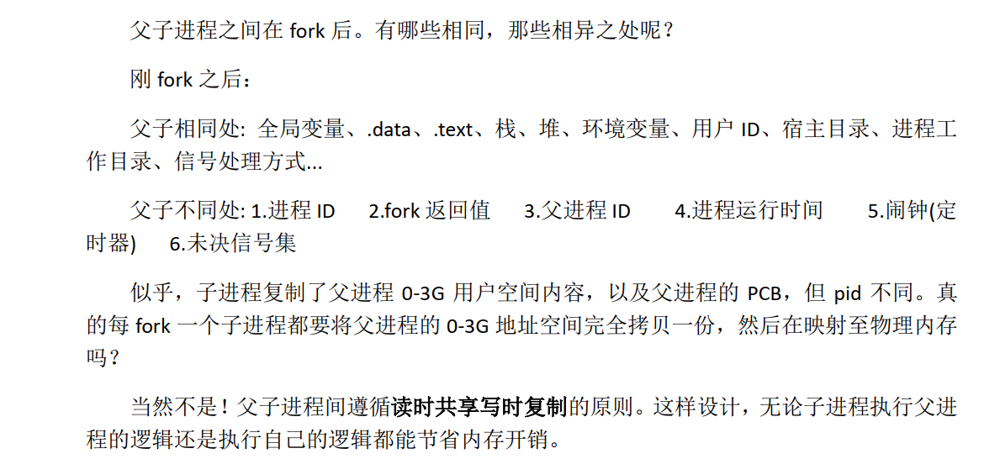 父子进程之间在 fork 后。有哪些相同，那些相异之处呢？
刚 fork 之后：
父子相同处: 全局变量、.data、.text、栈、堆、环境变量、用户 ID、宿主目录、进程工
作目录、信号处理方式...
父子不同处: 1.进程 ID 2.fork 返回值 3.父进程 ID 4.进程运行时间 5.闹钟(定
时器) 6.未决信号集
似乎，子进程复制了父进程 0-3G 用户空间内容，以及父进程的 PCB，但 pid 不同。真
的每 fork 一个子进程都要将父进程的 0-3G 地址空间完全拷贝一份，然后在映射至物理内存
吗？
当然不是！父子进程间遵循读时共享写时复制的原则。这样设计，无论子进程执行父进
程的逻辑还是执行自己的逻辑都能节省内存开销。